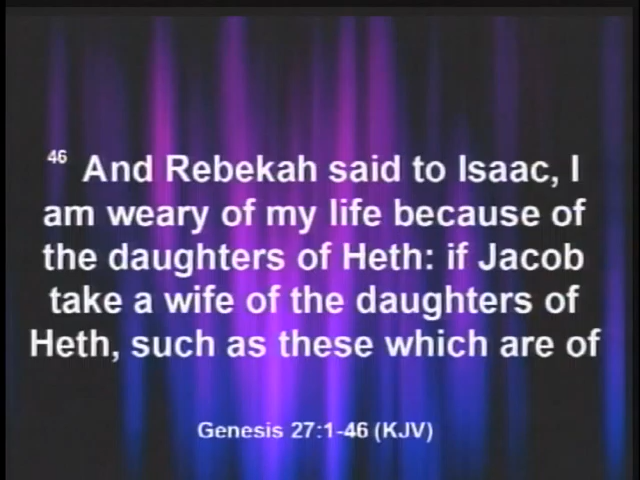 46 And Rebekah said to Isaac, I
am weary of my life because of
the daughters of Heth: if Jacob
take a wife of the daughters of
Heth, such as these which are of
Genesis 27:1-46 (KJV)